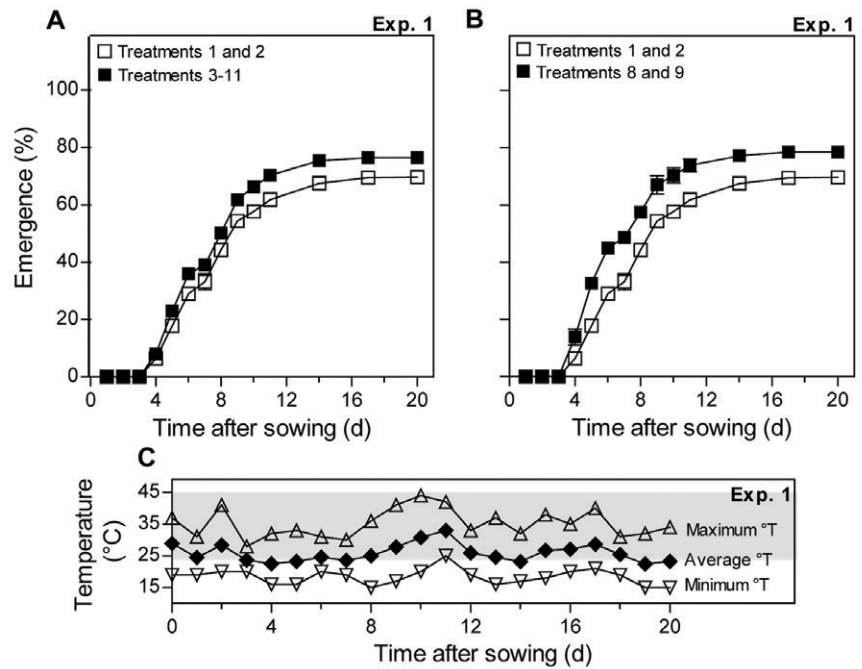 A
Exp. 1
Treatments 1 and 2
Treatments 3-11
Emergence (%)
100
80
60
40
20
0
0 4 8 12 16 20
Time after sowing (d)
B
Exp. 1
Treatments 1 and 2
Treatments 8 and 9
0 4 8 12 16 20
Time after sowing (d)
C
Exp. 1
Temperature
(°C)
45
35
25
15
Maximum °T
Average °T
Minimum °T
0 4 8 12 16 20
Time after sowing (d)